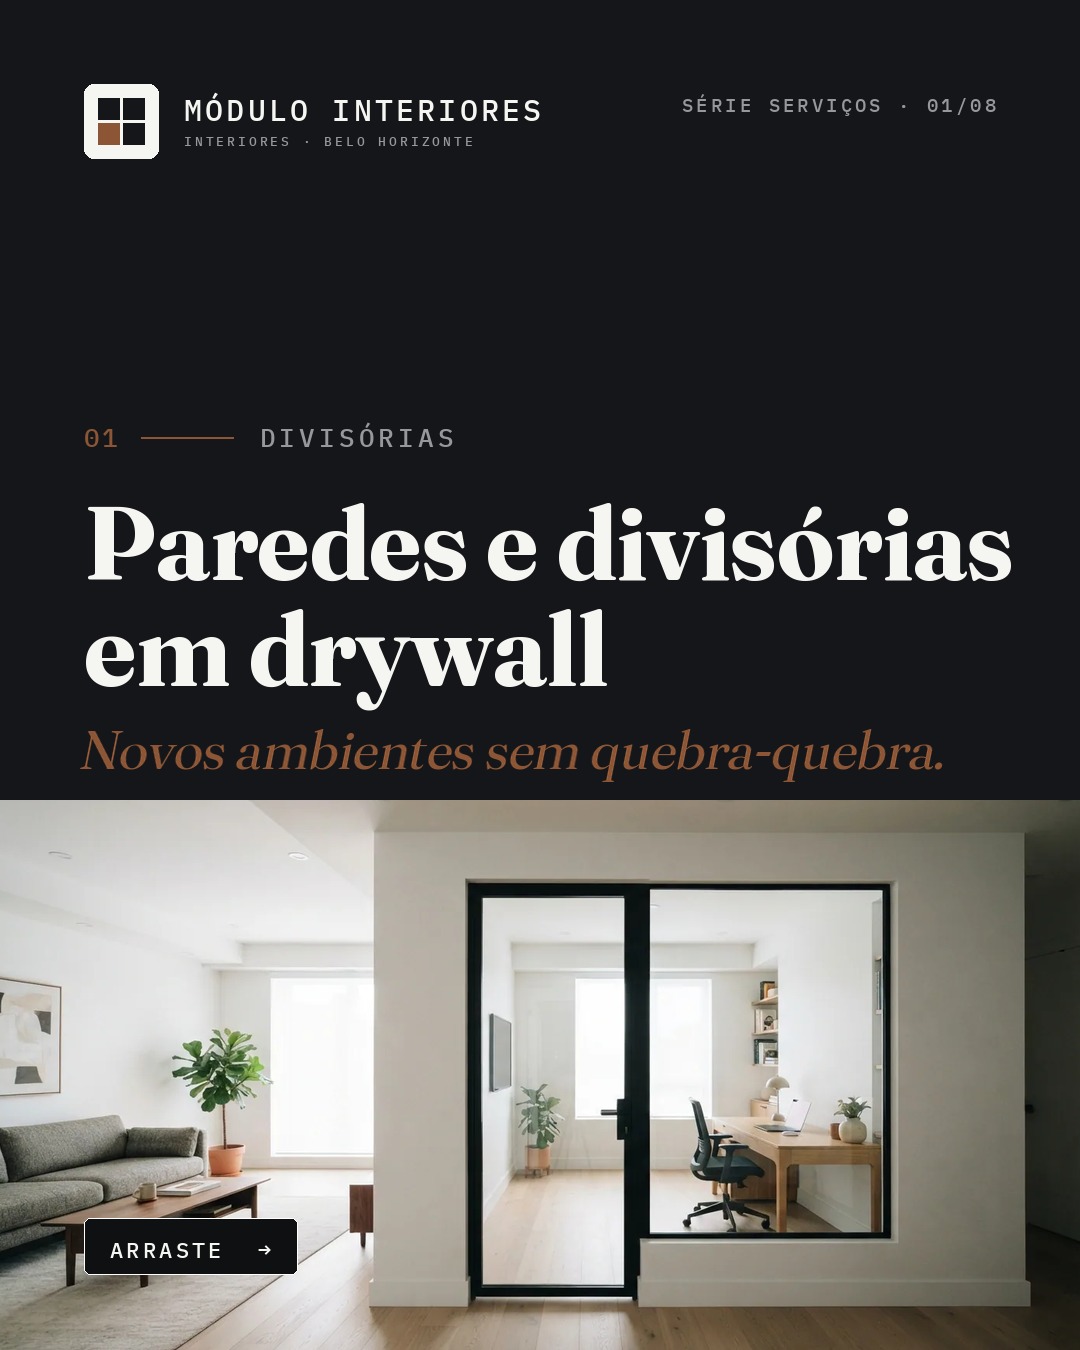 MÓDULO INTERIORES
INTERIORES · BELO HORIZONTE
SÉRIE SERVIÇOS · 01/08
01 DIVISÓRIAS
Paredes e divisórias
em drywall
Novos ambientes sem quebra-quebra.
ARRASTE →